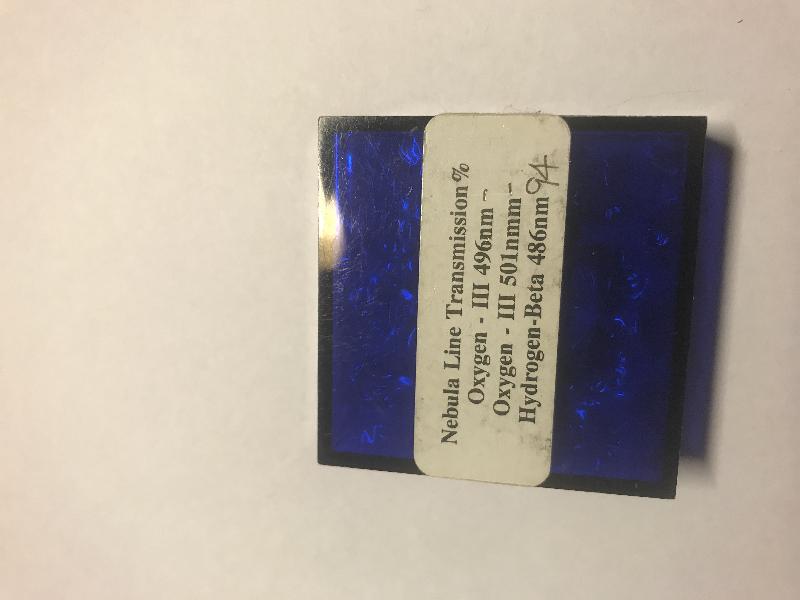 Nebula Line Transmission%
Oxygen - III 496nm -
Oxygen - III 501nmm -
Hydrogen-Beta 486nm 94